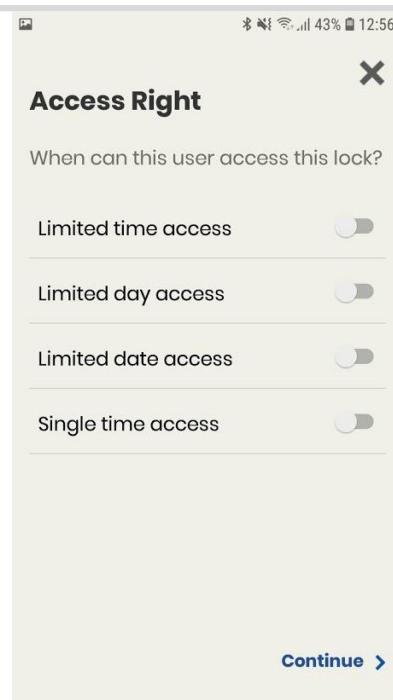 43% 12:56
Access Right
When can this user access this lock?
Limited time access
Limited day access
Limited date access
Single time access
Continue